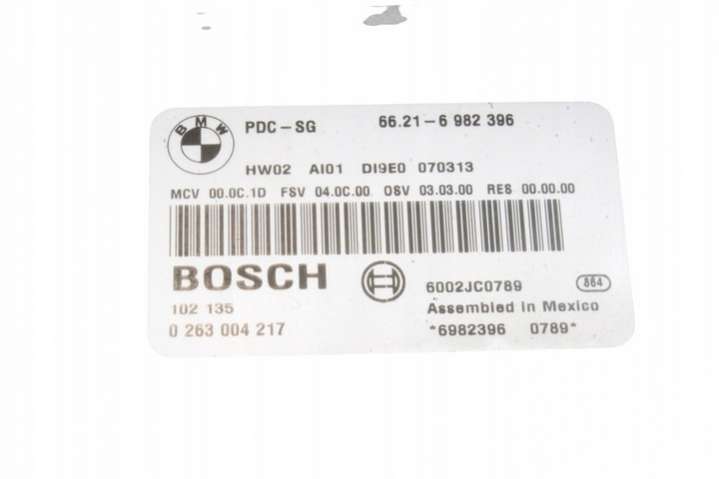 BMW PDC-SG 66.21-6 982 396
HW02 AI01 DI9E0 070313
MCV 00.0C.1D FSV 04.0C.00 OSV 03.03.00 RES 00.00.00
BOSCH
6002JC0789 864
102 135 Assembled in Mexico
0 263 004 217 *6982396 0789*